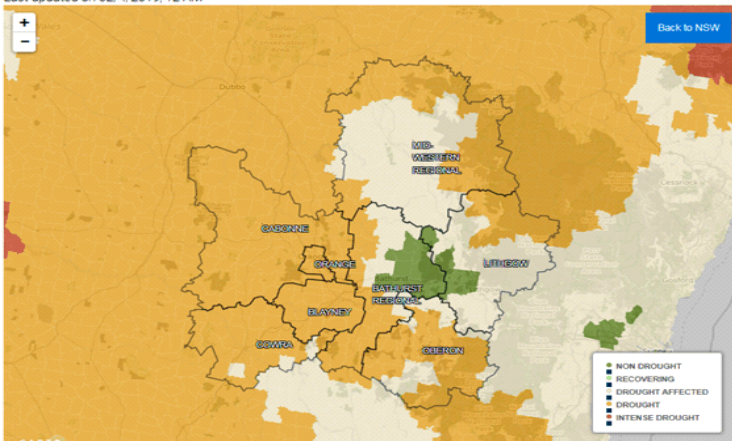 +
Back to NSW
−
Dubbo
MID-
WESTERN
REGIONAL
CABONNE
ORANGE
LITHGOW
BATHURST
REGIONAL
BLAYNEY
COWRA
OBERON
NON DROUGHT
RECOVERING
DROUGHT AFFECTED
DROUGHT
INTENSE DROUGHT